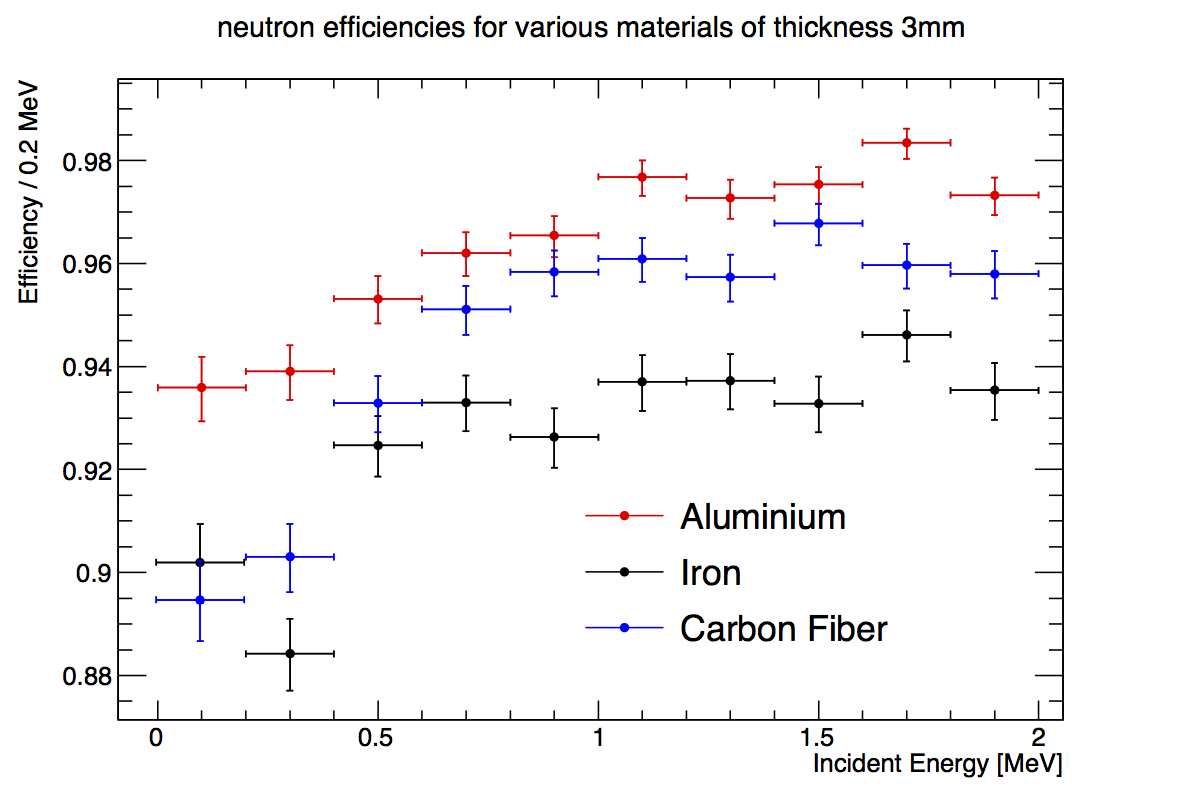 neutron efficiencies for various materials of thickness 3mm
Efficiency / 0.2 MeV
0.98
0.96
0.94
0.92
0.9
0.88
Aluminium
Iron
Carbon Fiber
0 0.5 1 1.5 2
Incident Energy [MeV]